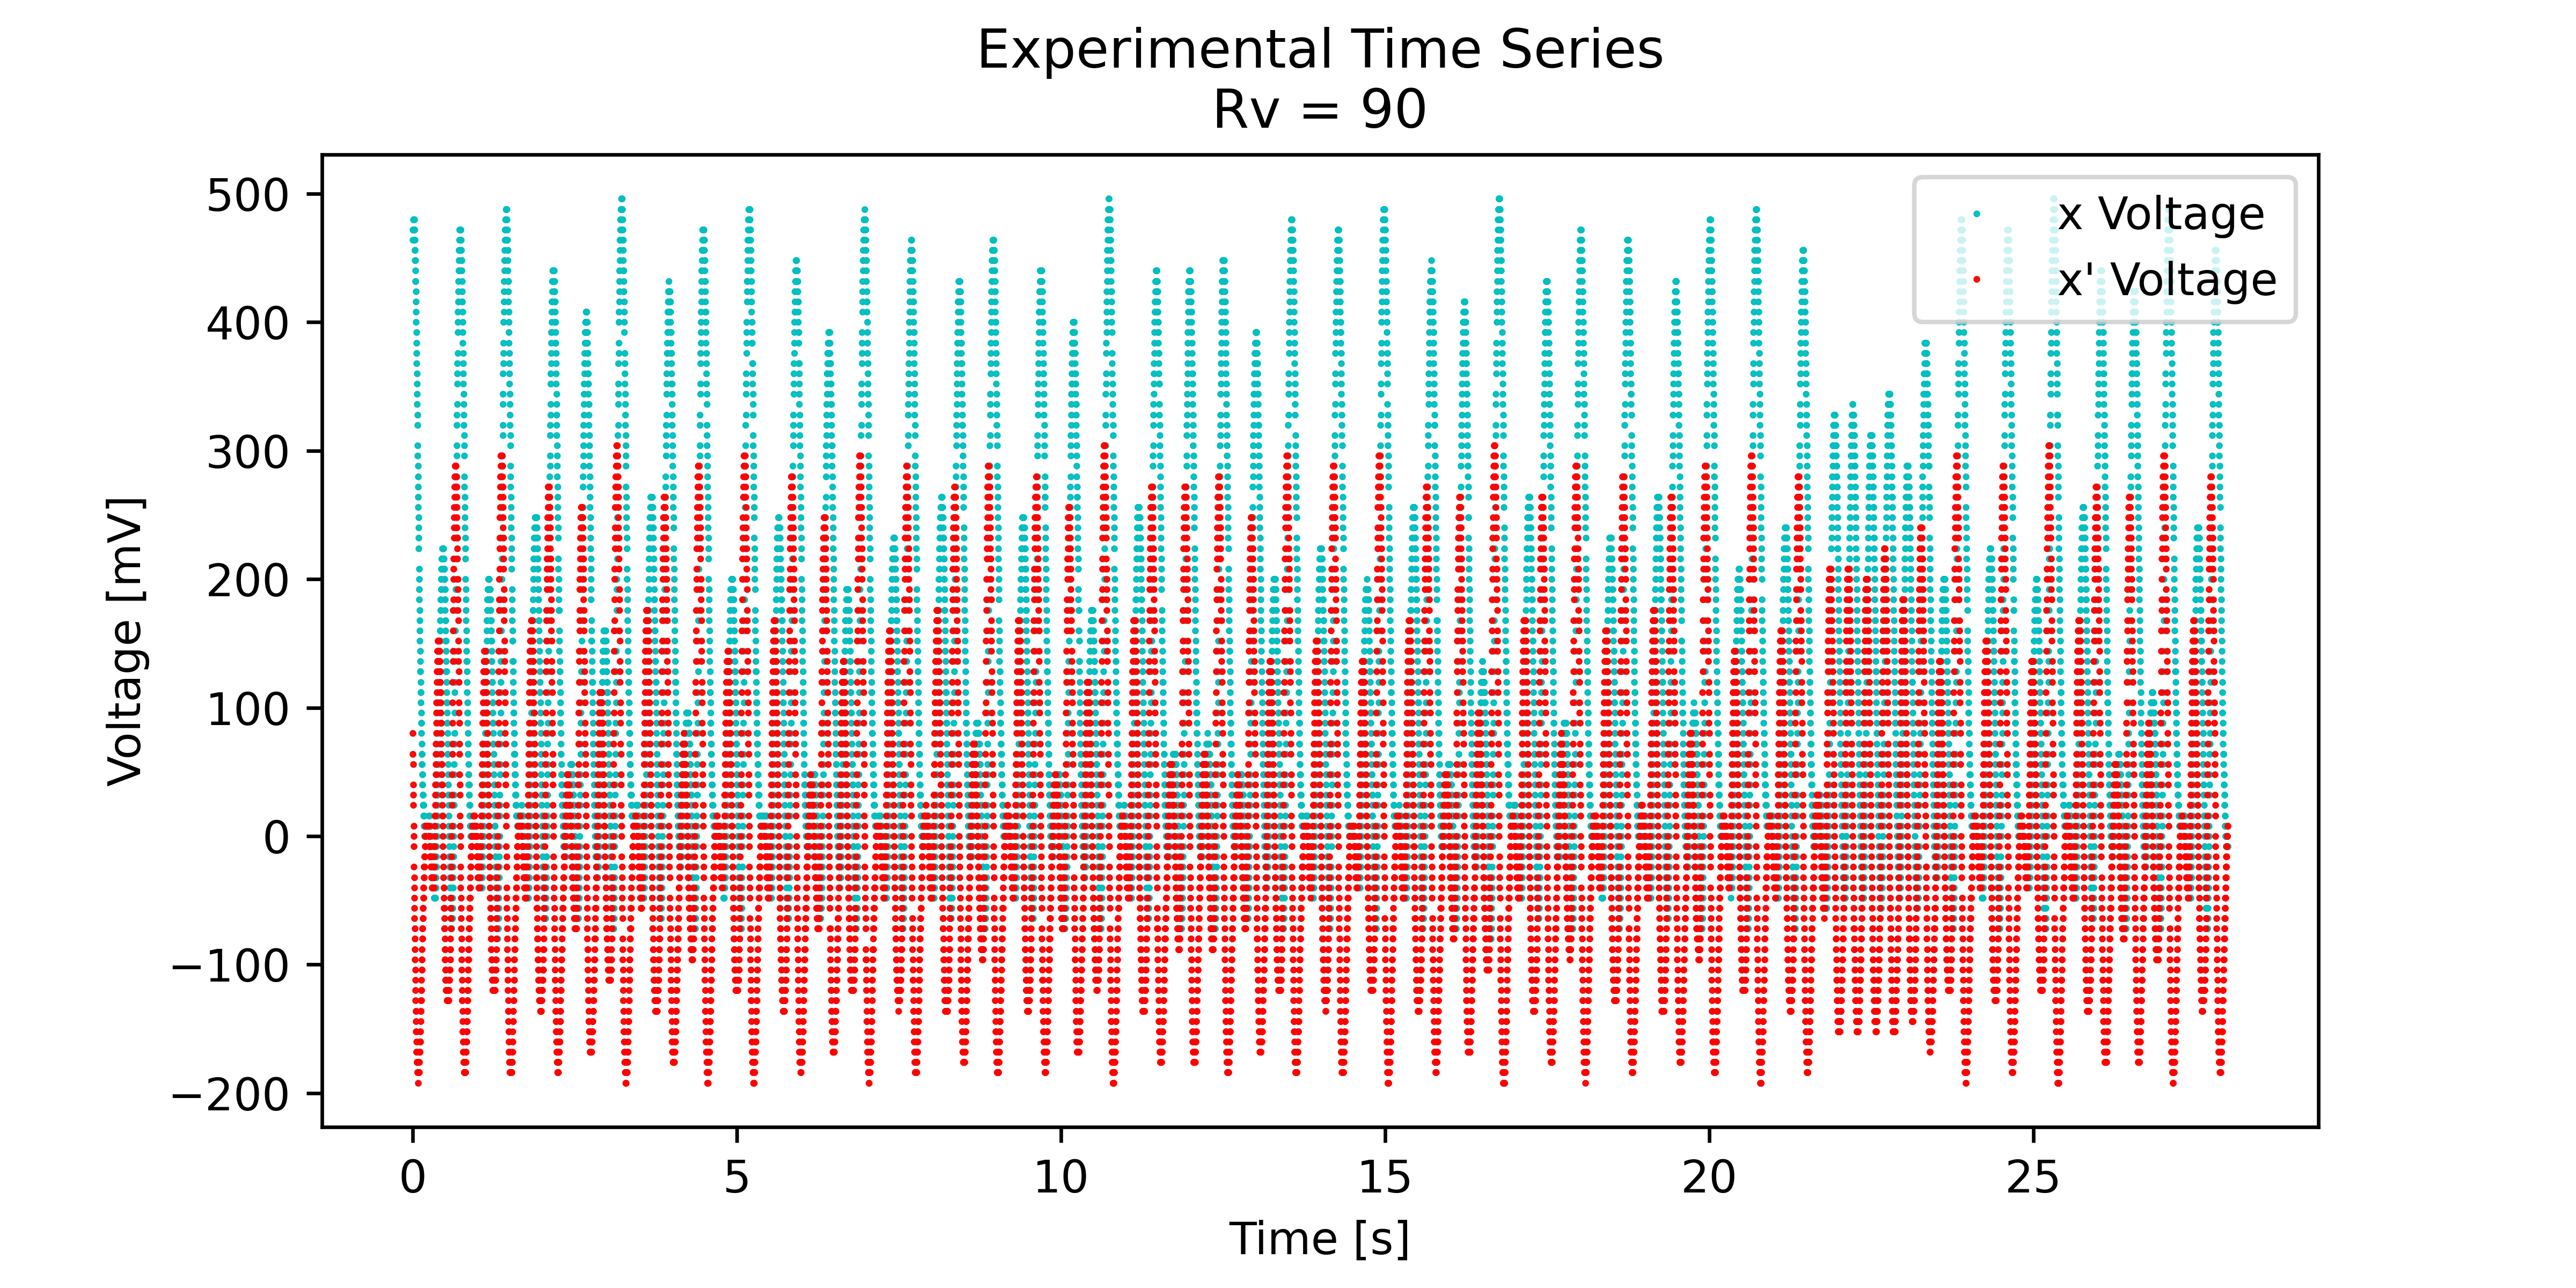 Experimental Time Series
Rv = 90
500
400
300
200
100
0
−100
−200
Voltage [mV]
x Voltage
x' Voltage
0 5 10 15 20 25
Time [s]